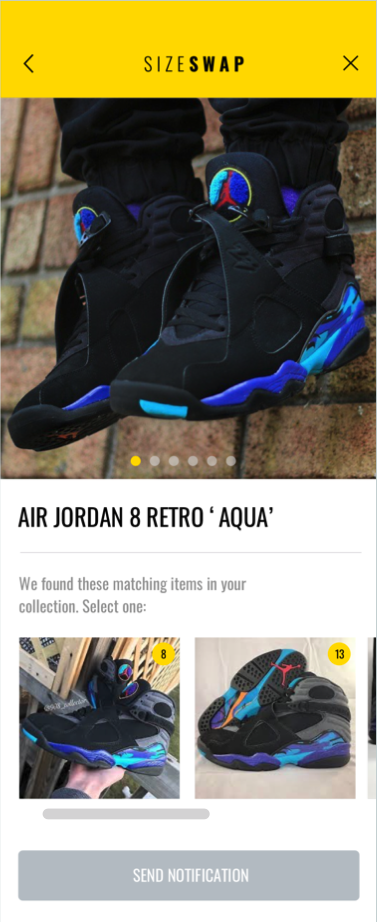 SIZESWAP
AIR JORDAN 8 RETRO ‘ AQUA’
We found these matching items in your
collection. Select one:
8
13
SEND NOTIFICATION